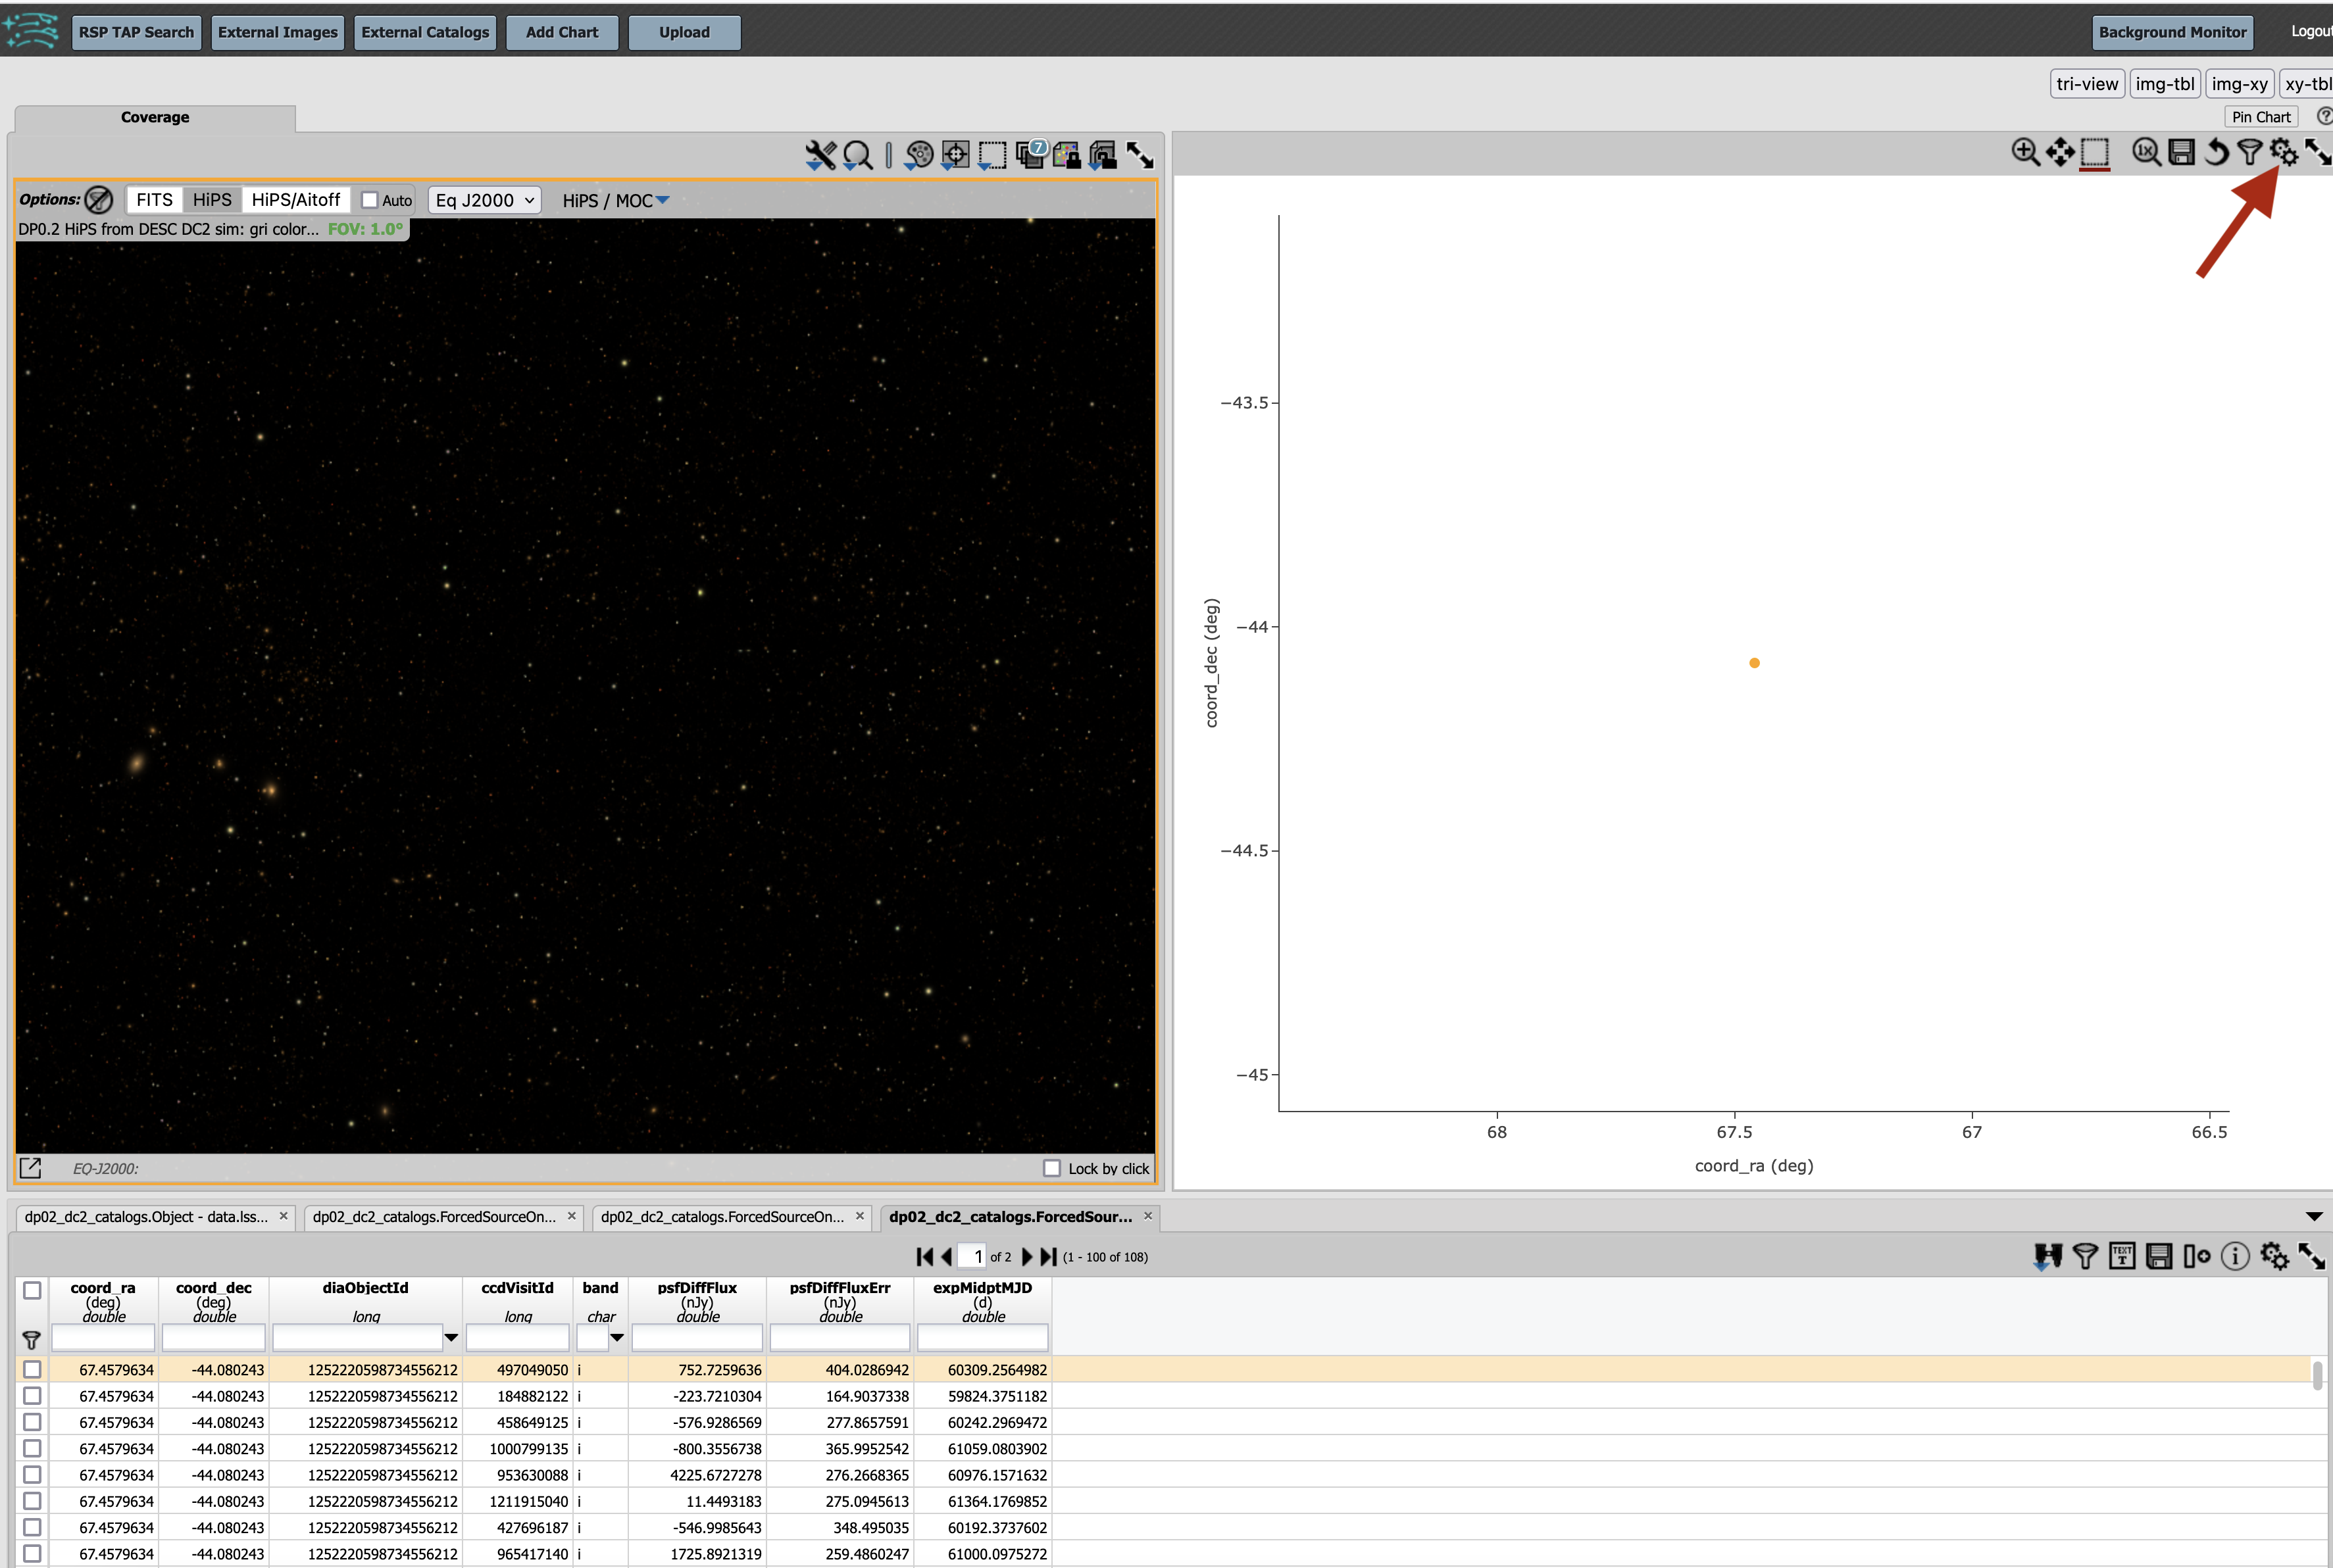 RSP TAP Search External Images External Catalogs Add Chart Upload Background Monitor Logout
tri-view img-tbl img-xy xy-tbl
Coverage
Pin Chart ?
7
1x
Options: FITS HiPS HiPS/Aitoff Auto Eq J2000 HiPS / MOC
DP0.2 HiPS from DESC DC2 sim: gri color... FOV: 1.0°
−43.5
−44
−44.5
−45
coord_dec (deg)
68 67.5 67 66.5
coord_ra (deg)
EQ-J2000: Lock by click
dp02_dc2_catalogs.Object - data.lss... × dp02_dc2_catalogs.ForcedSourceOn... × dp02_dc2_catalogs.ForcedSourceOn... × dp02_dc2_catalogs.ForcedSour... ×
1 of 2 (1 - 100 of 108)
TEXT T
i
coord_ra coord_dec diaObjectId ccdVisitId band psfDiffFlux psfDiffFluxErr expMidptMJD
(deg) (deg) (nJy) (nJy) (d)
double double long long char double double double
67.4579634 -44.080243 1252220598734556212 497049050 i 752.7259636 404.0286942 60309.2564982
67.4579634 -44.080243 1252220598734556212 184882122 i -223.7210304 164.9037338 59824.3751182
67.4579634 -44.080243 1252220598734556212 458649125 i -576.9286569 277.8657591 60242.2969472
67.4579634 -44.080243 1252220598734556212 1000799135 i -800.3556738 365.9952542 61059.0803902
67.4579634 -44.080243 1252220598734556212 953630088 i 4225.6727278 276.2668365 60976.1571632
67.4579634 -44.080243 1252220598734556212 1211915040 i 11.4493183 275.0945613 61364.1769852
67.4579634 -44.080243 1252220598734556212 427696187 i -546.9985643 348.495035 60192.3737602
67.4579634 -44.080243 1252220598734556212 965417140 i 1725.8921319 259.4860247 61000.0975272